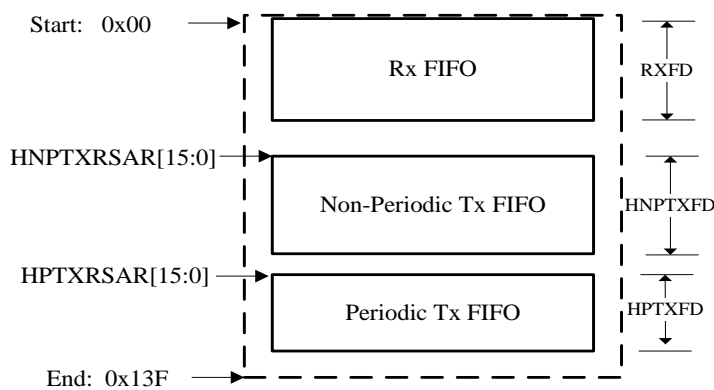 Start: 0x00
Rx FIFO
RXFD
HNPTXRSAR[15:0]
Non-Periodic Tx FIFO
HNPTXFD
HPTXRSAR[15:0]
Periodic Tx FIFO
HPTXFD
End: 0x13F